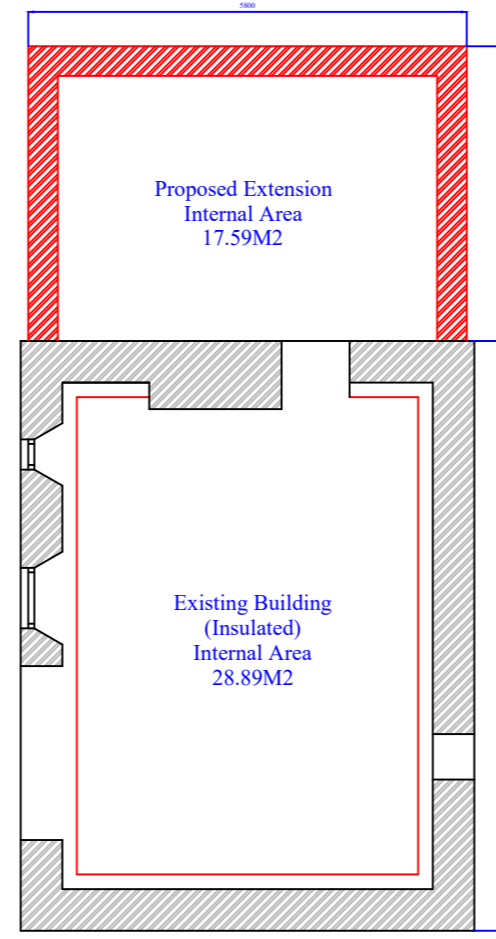 5800
Proposed Extension
Internal Area
17.59M2
Existing Building
(Insulated)
Internal Area
28.89M2